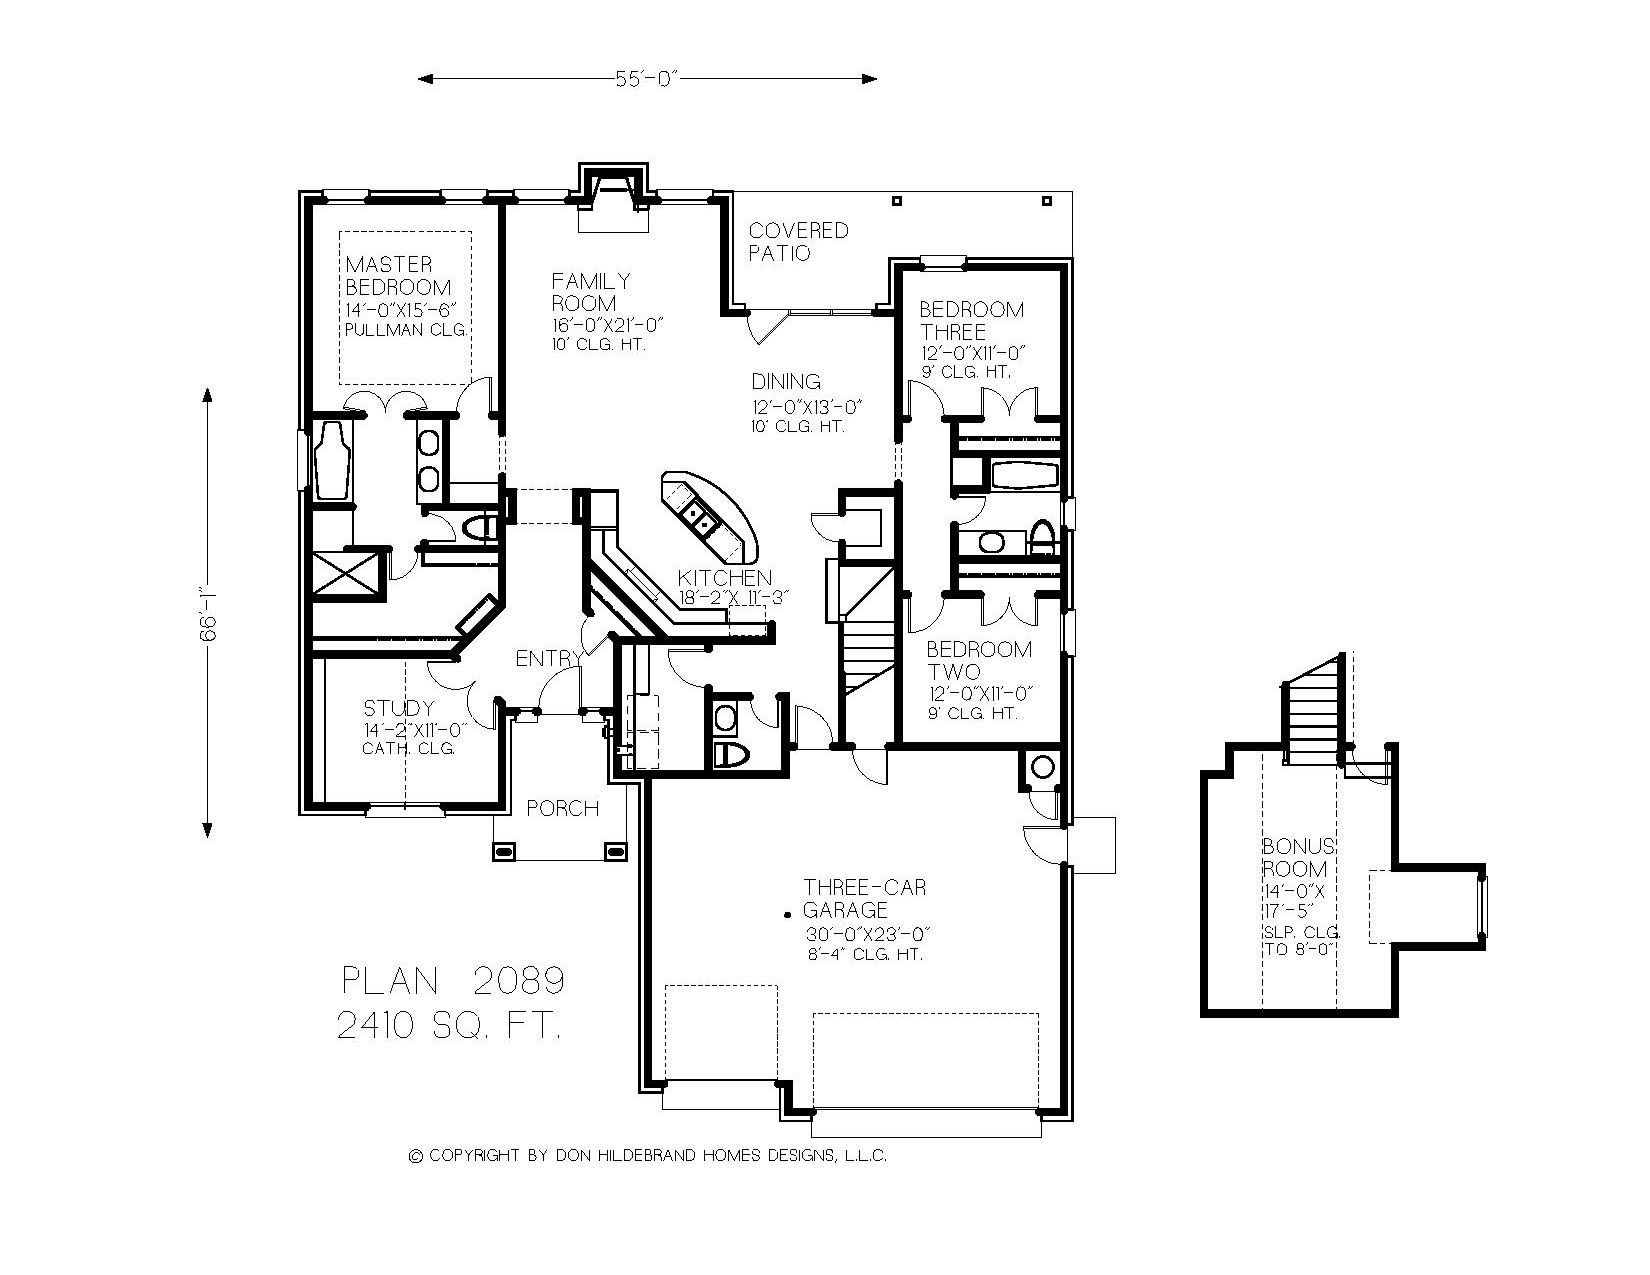 55'-0"
66'-1"
COVERED
PATIO
MASTER
BEDROOM
14'-0"X15'-6"
PULLMAN CLG.
FAMILY
ROOM
16'-0"X21'-0"
10' CLG. HT.
BEDROOM
THREE
12'-0"X11'-0"
9' CLG. HT.
DINING
12'-0"X13'-0"
10' CLG. HT.
KITCHEN
18'-2"X 11'-3"
ENTRY
BEDROOM
TWO
12'-0"X11'-0"
9' CLG. HT.
STUDY
14'-2"X11'-0"
CATH. CLG.
PORCH
THREE-CAR
GARAGE
30'-0"X23'-0"
8'-4" CLG. HT.
BONUS
ROOM
14'-0"X
17'-5"
SLP. CLG.
TO 8'-0"
PLAN 2089
2410 SQ. FT.
© COPYRIGHT BY DON HILDEBRAND HOMES DESIGNS, L.L.C.